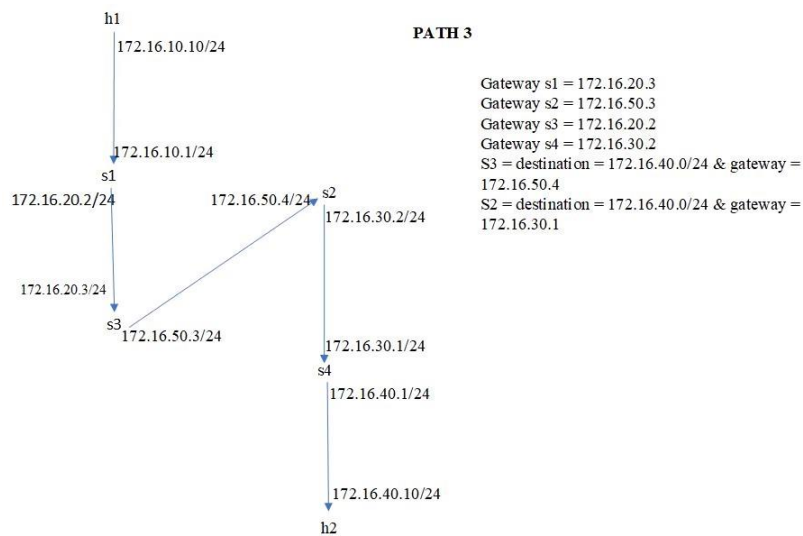 h1
PATH 3
172.16.10.10/24
Gateway s1 = 172.16.20.3
Gateway s2 = 172.16.50.3
Gateway s3 = 172.16.20.2
Gateway s4 = 172.16.30.2
S3 = destination = 172.16.40.0/24 & gateway =
172.16.50.4
S2 = destination = 172.16.40.0/24 & gateway =
172.16.30.1
172.16.10.1/24
s1
172.16.20.2/24
172.16.50.4/24
s2
172.16.30.2/24
172.16.20.3/24
s3
172.16.50.3/24
172.16.30.1/24
s4
172.16.40.1/24
172.16.40.10/24
h2